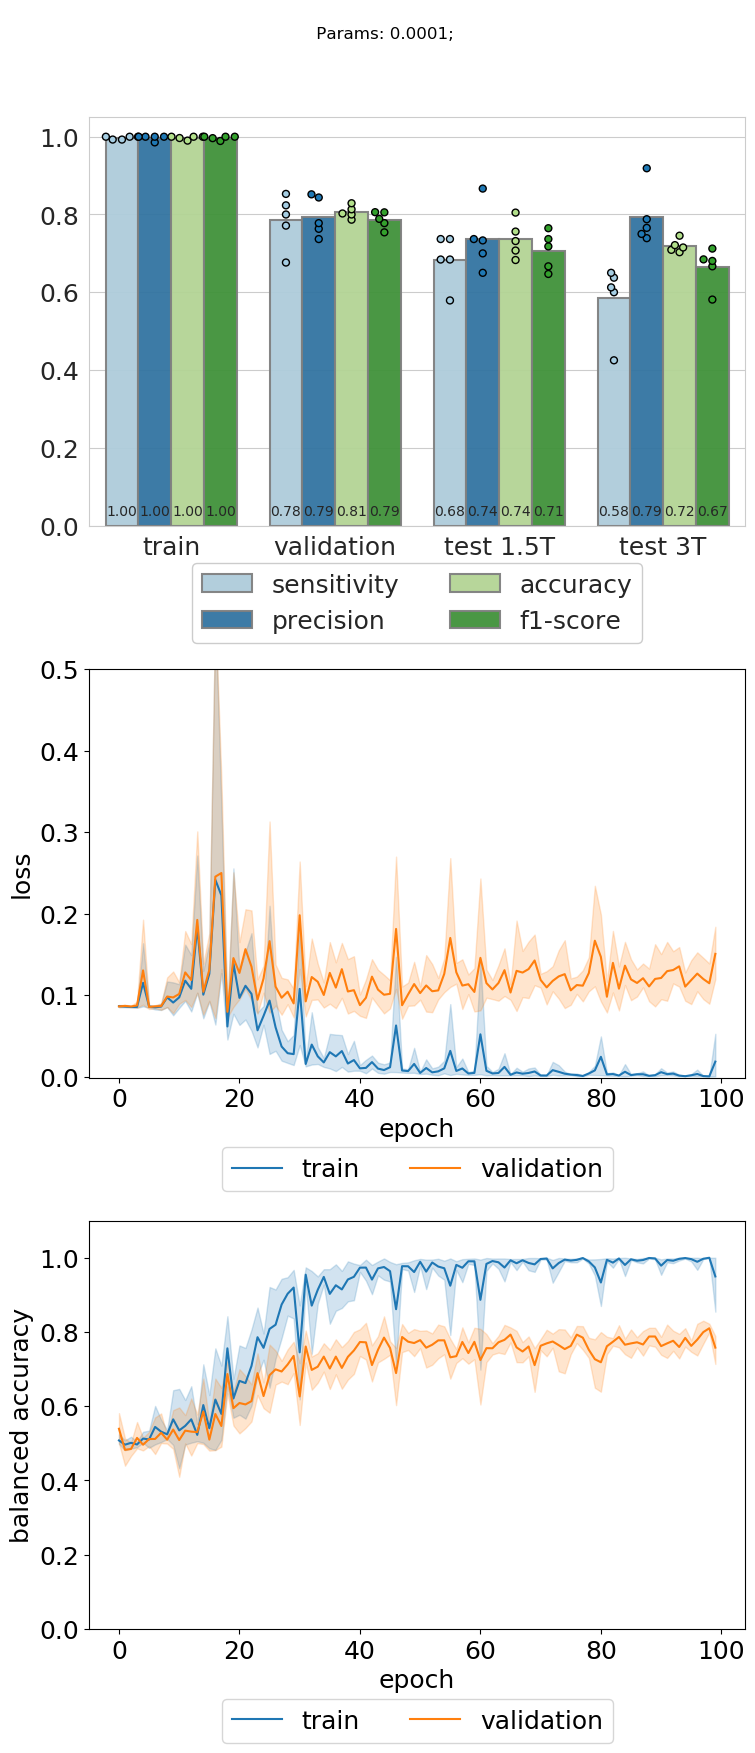 Params: 0.0001;
1.0
0.8
0.6
0.4
0.2
0.0
1.00 1.00 1.00 1.00 0.78 0.79 0.81 0.79 0.68 0.74 0.74 0.71 0.58 0.79 0.72 0.67
train validation test 1.5T test 3T
sensitivity accuracy
precision f1-score
0.5
0.4
0.3
0.2
0.1
0.0
loss
0 20 40 60 80 100
epoch
train validation
1.0
0.8
0.6
0.4
0.2
0.0
balanced accuracy
0 20 40 60 80 100
epoch
train validation